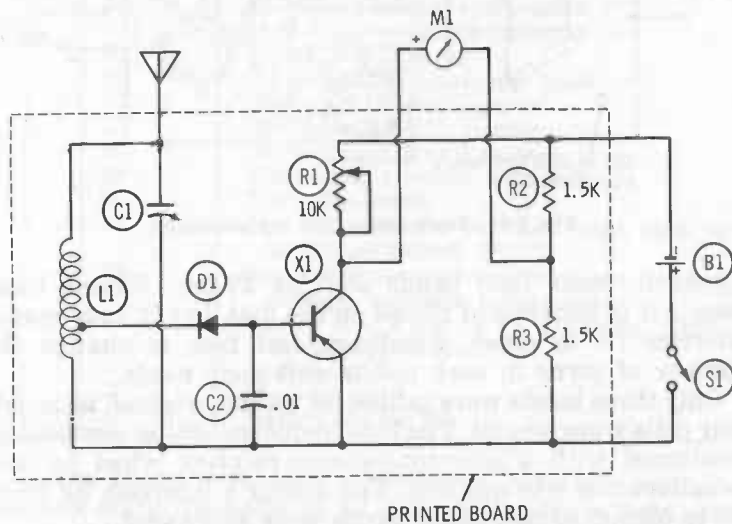 M1
+
R1
10K
R2
1.5K
C1
D1
X1
L1
B1
+
R3
1.5K
S1
C2
.01
PRINTED BOARD